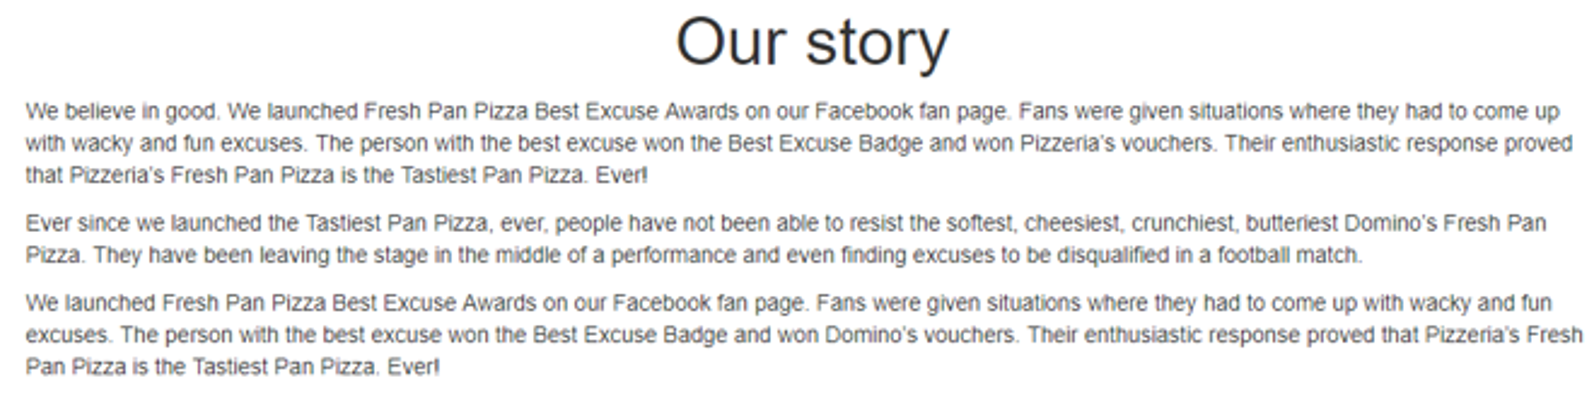 Our story
We believe in good. We launched Fresh Pan Pizza Best Excuse Awards on our Facebook fan page. Fans were given situations where they had to come up
with wacky and fun excuses. The person with the best excuse won the Best Excuse Badge and won Pizzeria's vouchers. Their enthusiastic response proved
that Pizzeria's Fresh Pan Pizza is the Tastiest Pan Pizza. Ever!
Ever since we launched the Tastiest Pan Pizza, ever, people have not been able to resist the softest, cheesiest, crunchiest, butteriest Domino's Fresh Pan
Pizza. They have been leaving the stage in the middle of a performance and even finding excuses to be disqualified in a football match.
We launched Fresh Pan Pizza Best Excuse Awards on our Facebook fan page. Fans were given situations where they had to come up with wacky and fun
excuses. The person with the best excuse won the Best Excuse Badge and won Domino's vouchers. Their enthusiastic response proved that Pizzeria's Fresh
Pan Pizza is the Tastiest Pan Pizza. Ever!